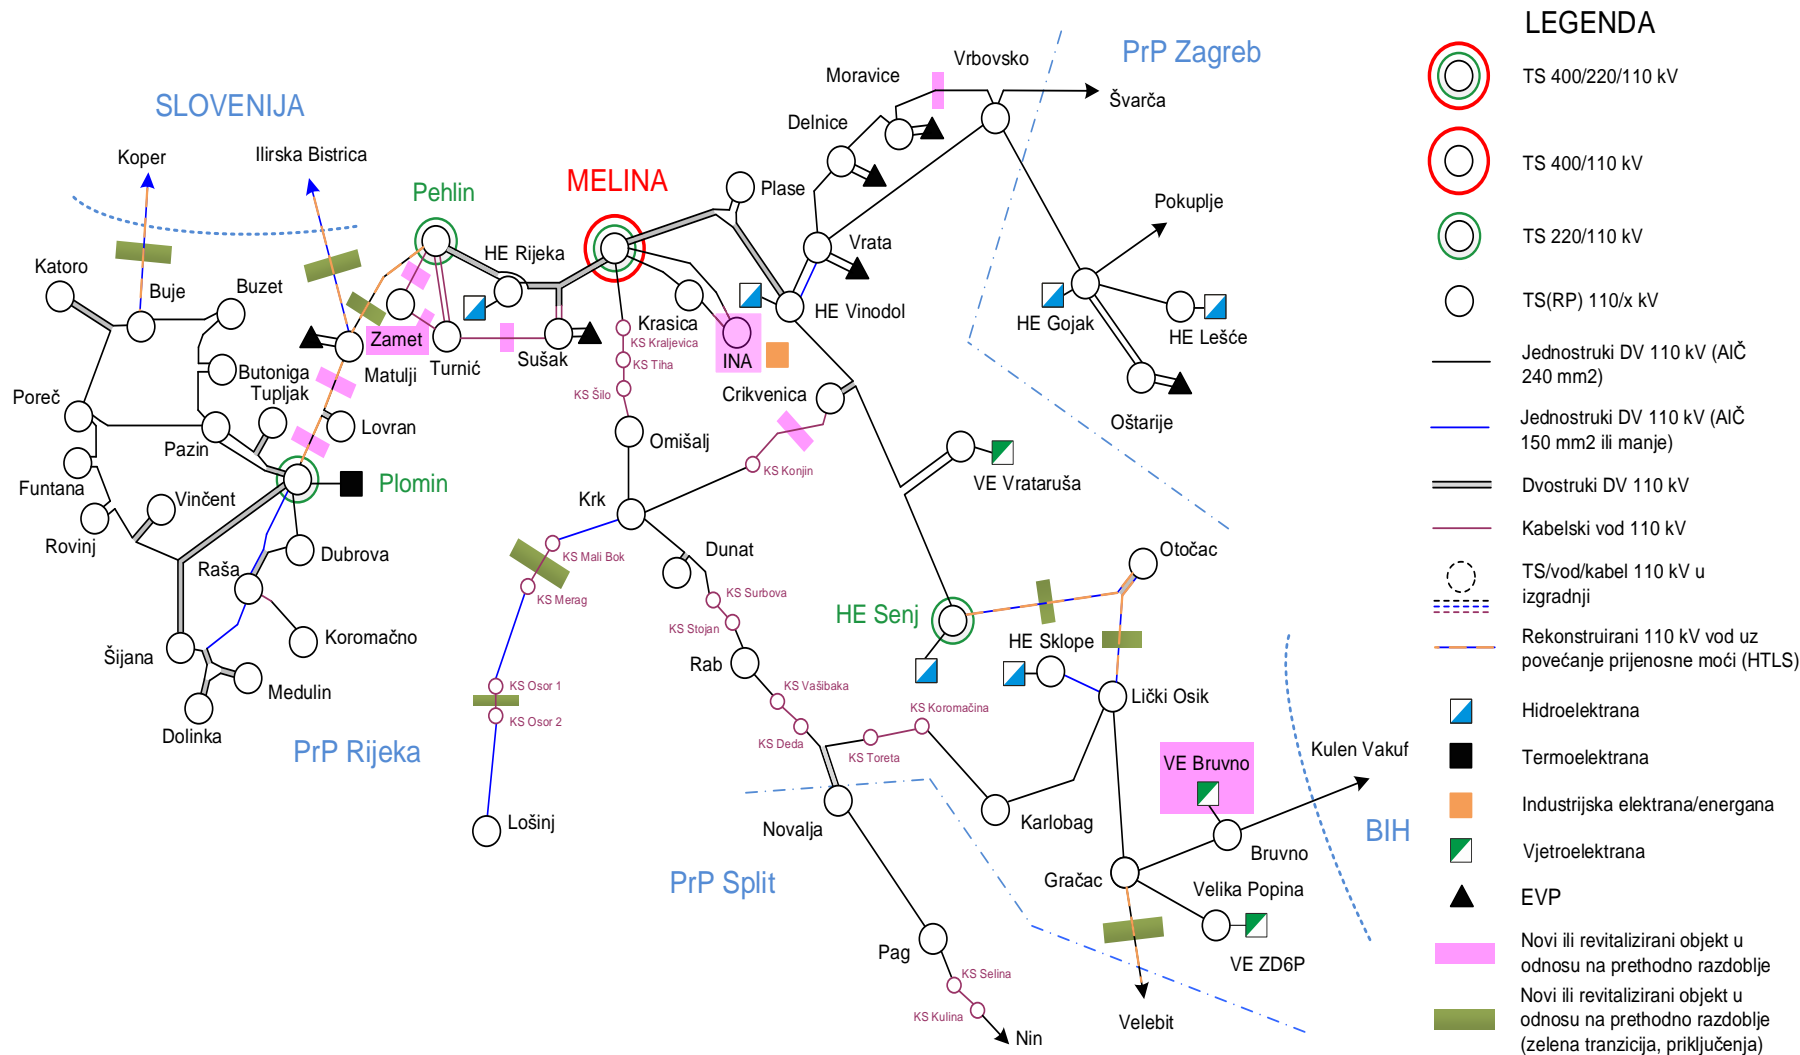 LEGENDA
TS 400/220/110 kV
TS 400/110 kV
TS 220/110 kV
TS(RP) 110/x kV
Jednostruki DV 110 kV (AlČ
240 mm2)
Jednostruki DV 110 kV (AlČ
150 mm2 ili manje)
Dvostruki DV 110 kV
Kabelski vod 110 kV
TS/vod/kabel 110 kV u
izgradnji
Rekonstruirani 110 kV vod uz
povećanje prijenosne moći (HTLS)
Hidroelektrana
Termoelektrana
Industrijska elektrana/energana
Vjetroelektrana
EVP
Novi ili revitalizirani objekt u
odnosu na prethodno razdoblje
Novi ili revitalizirani objekt u
odnosu na prethodno razdoblje
(zelena tranzicija, priključenja)
PrP Zagreb
Vrbovsko
Moravice
Švarča
SLOVENIJA
Delnice
Koper
Ilirska Bistrica
Pehlin
MELINA
Plase
Pokuplje
HE Rijeka
Vrata
Katoro
Buje
Buzet
HE Vinodol
HE Gojak
HE Lešće
Zamet
Turnić
Sušak
Krasica
KS Kraljevica
KS Tiha
KS Šilo
INA
Matulji
Butoniga
Tupljak
Poreč
Crikvenica
Oštarije
Lovran
Omišalj
Pazin
KS Konjin
Funtana
Vinčent
Plomin
VE Vrataruša
Krk
Rovinj
Dubrova
KS Mali Bok
Dunat
Otočac
Raša
KS Merag
KS Surbova
KS Stojan
HE Senj
Koromačno
HE Sklope
Šijana
Rab
Medulin
KS Osor 1
KS Osor 2
KS Vašibaka
KS Koromačina
Lički Osik
Dolinka
PrP Rijeka
KS Deda
KS Toreta
Kulen Vakuf
VE Bruvno
Lošinj
Novalja
Karlobag
BIH
Bruvno
PrP Split
Gračac
Velika Popina
Pag
VE ZD6P
KS Selina
KS Kulina
Nin
Velebit